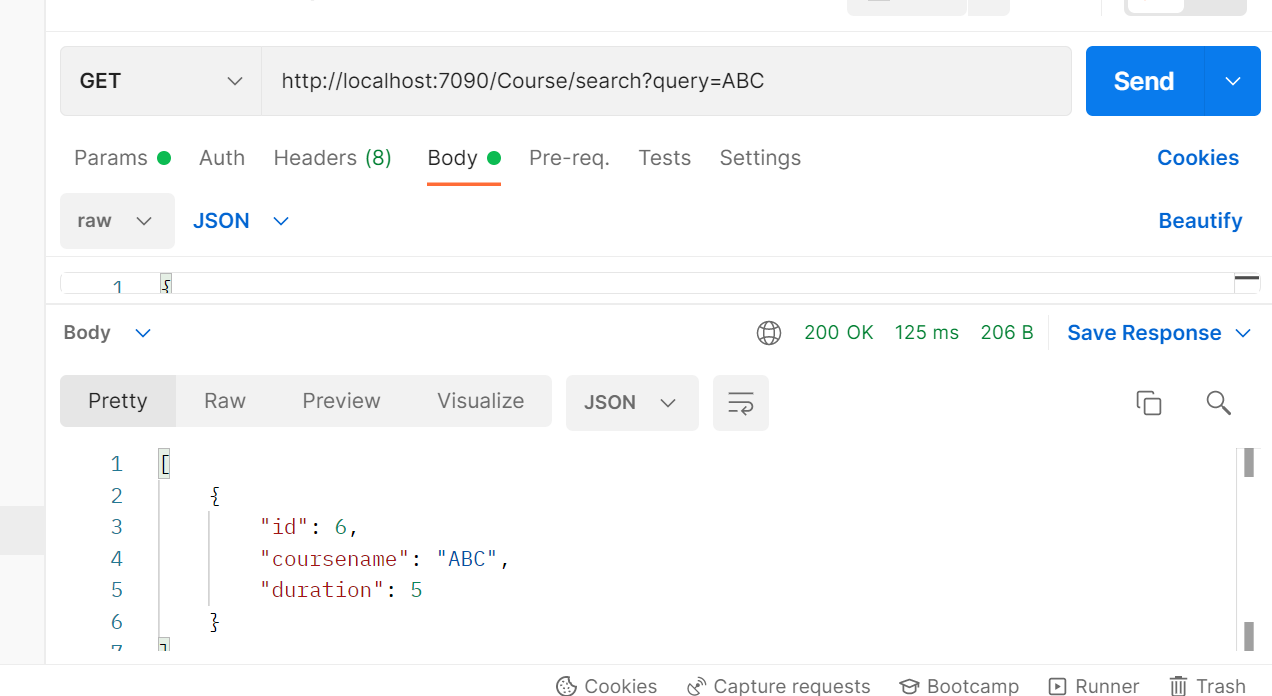 GET http://localhost:7090/Course/search?query=ABC Send
Params Auth Headers (8) Body Pre-req. Tests Settings Cookies
raw JSON Beautify
1 {
Body 200 OK 125 ms 206 B Save Response
Pretty Raw Preview Visualize JSON
1 [
2 {
3 "id": 6,
4 "coursename": "ABC",
5 "duration": 5
6 }
7 ]
Cookies Capture requests Bootcamp Runner Trash